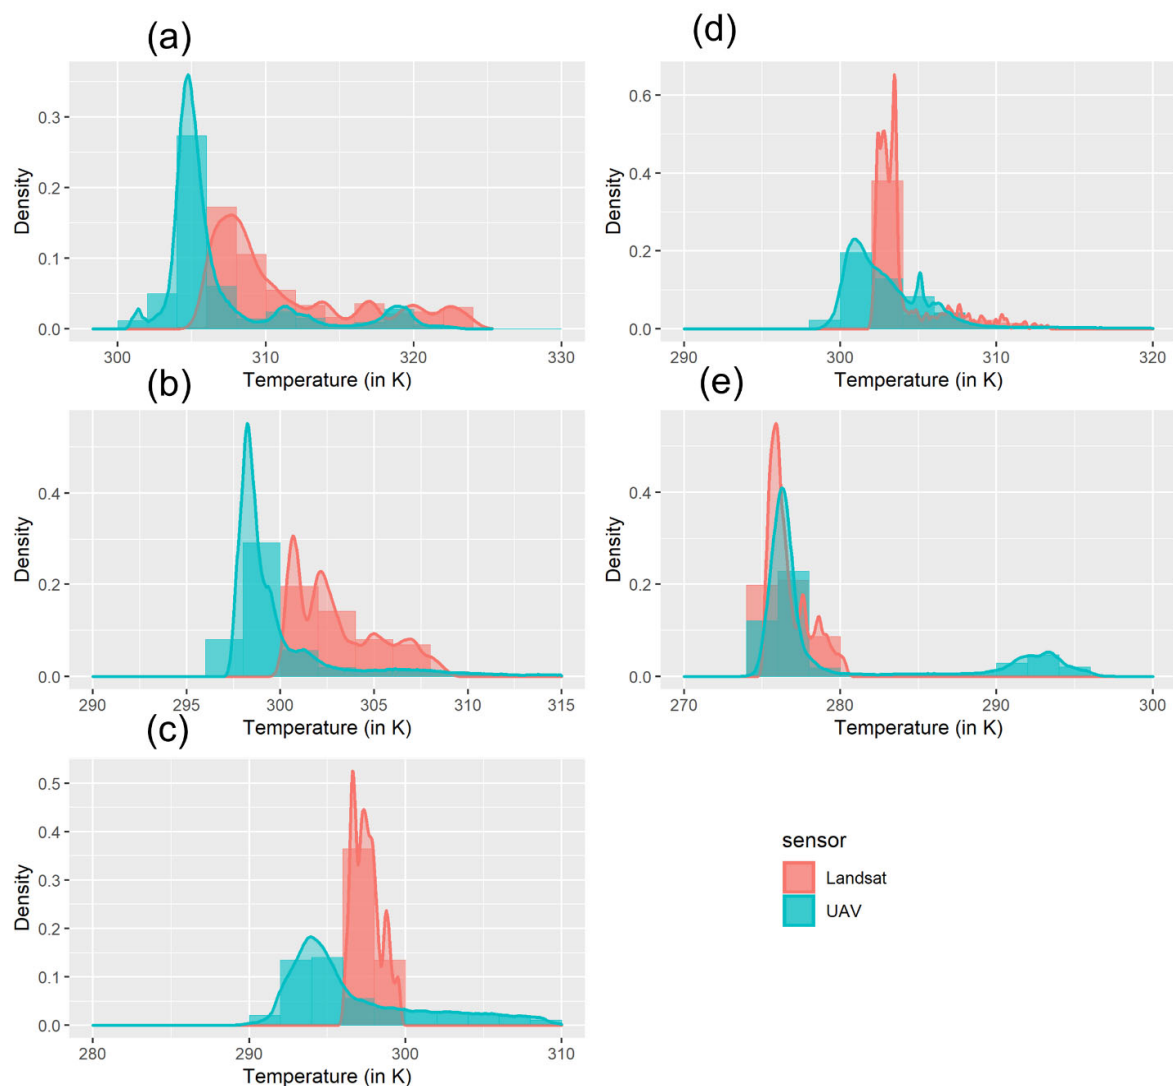 (a)
Density
0.3
0.2
0.1
0.0
300 310 320 330
Temperature (in K)
(d)
Density
0.6
0.4
0.2
0.0
290 300 310 320
Temperature (in K)
(b)
Density
0.4
0.2
0.0
290 295 300 305 310 315
Temperature (in K)
(e)
Density
0.4
0.2
0.0
270 280 290 300
Temperature (in K)
(c)
Density
0.5
0.4
0.3
0.2
0.1
0.0
280 290 300 310
Temperature (in K)
sensor
Landsat
UAV